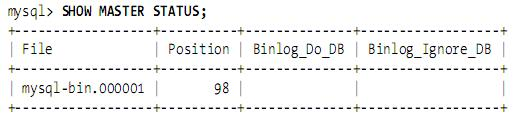 mysql> SHOW MASTER STATUS;
+------------------+----------+--------------+------------------+
| File             | Position | Binlog_Do_DB | Binlog_Ignore_DB |
+------------------+----------+--------------+------------------+
| mysql-bin.000001 |       98 |              |                  |
+------------------+----------+--------------+------------------+